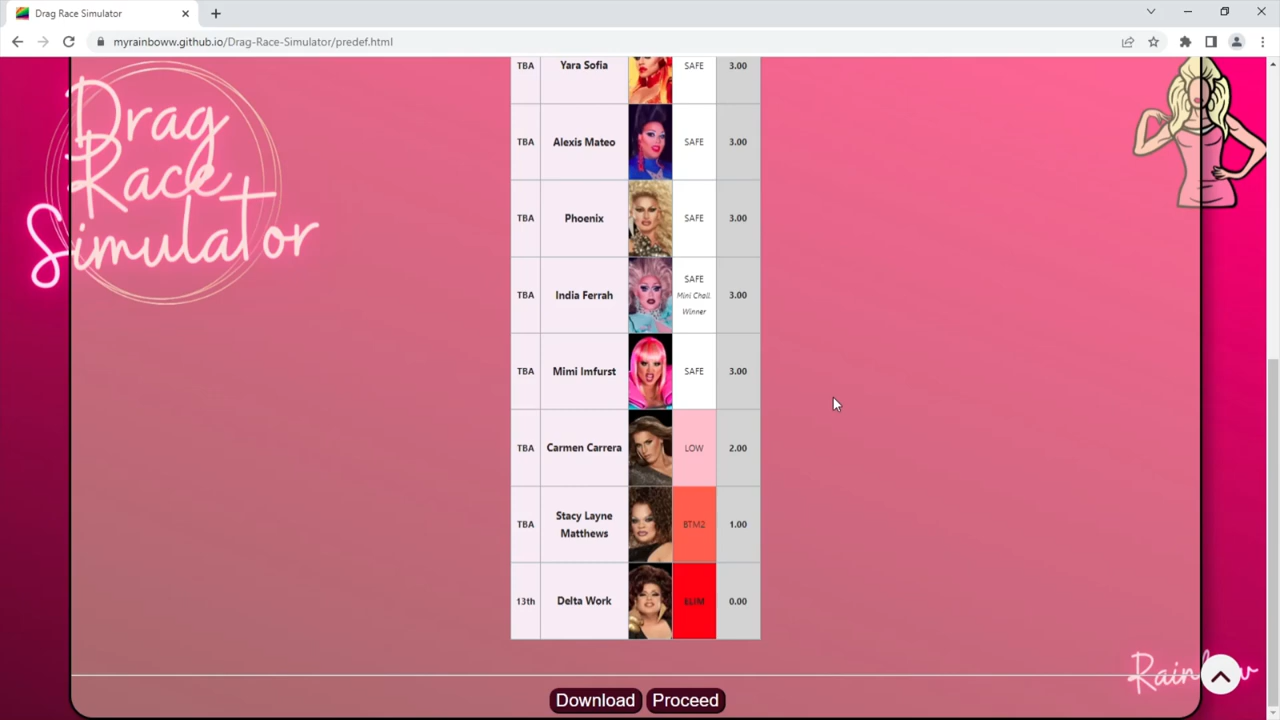 Drag Race Simulator
myrainboww.github.io/Drag-Race-Simulator/predef.html
Drag
Race
Simulator
TBA Yara Sofia SAFE 3.00
TBA Alexis Mateo SAFE 3.00
TBA Phoenix SAFE 3.00
TBA India Ferrah SAFE 3.00
Mini Chall.
Winner
TBA Mimi Imfurst SAFE 3.00
TBA Carmen Carrera LOW 2.00
TBA Stacy Layne BTM2 1.00
Matthews
13th Delta Work ELIM 0.00
Download Proceed